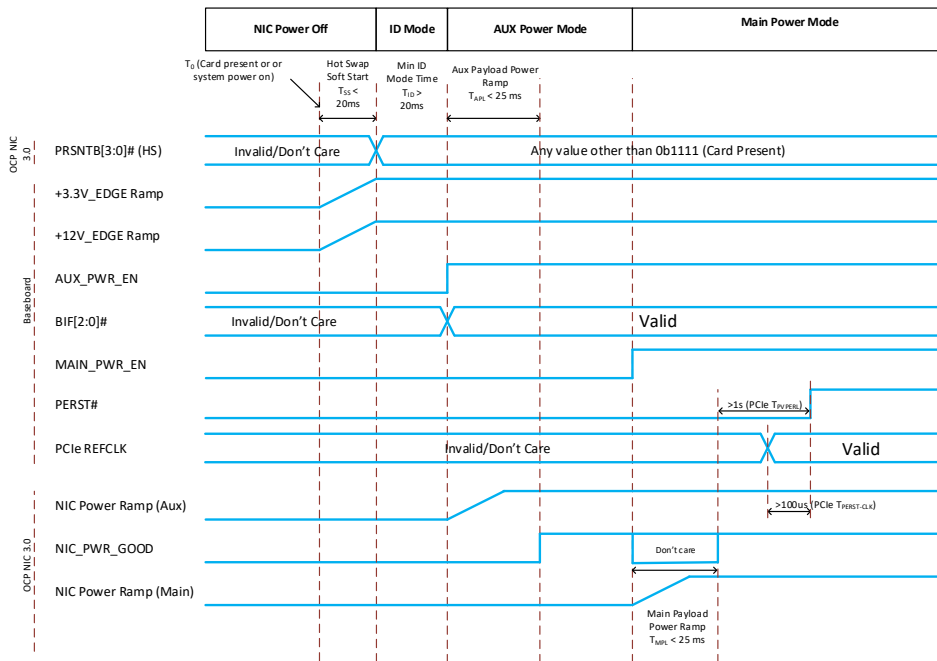 NIC Power Off
ID Mode
AUX Power Mode
Main Power Mode
T0 (Card present or or
system power on)
Hot Swap
Soft Start
TSS <
20ms
Min ID
Mode Time
TID >
20ms
Aux Payload Power
Ramp
TAPL < 25 ms
OCP NIC
3.0
PRSNTB[3:0]# (HS)
Invalid/Don't Care
Any value other than 0b1111 (Card Present)
+3.3V_EDGE Ramp
+12V_EDGE Ramp
Baseboard
AUX_PWR_EN
BIF[2:0]#
Invalid/Don't Care
Valid
MAIN_PWR_EN
PERST#
>1s (PCIe TPVPERL)
PCIe REFCLK
Invalid/Don't Care
Valid
NIC Power Ramp (Aux)
>100us (PCIe TPERST-CLK)
OCP NIC 3.0
NIC_PWR_GOOD
Don't care
NIC Power Ramp (Main)
Main Payload
Power Ramp
TMPL < 25 ms